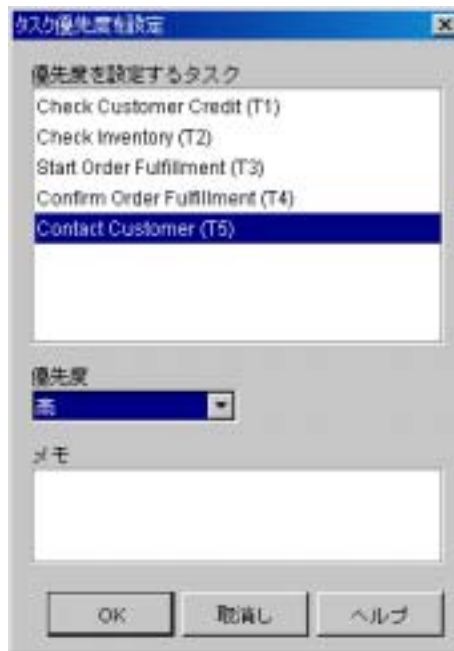 タスク優先度を設定
優先度を設定するタスク
Check Customer Credit (T1)
Check Inventory (T2)
Start Order Fulfillment (T3)
Confirm Order Fulfillment (T4)
Contact Customer (T5)
優先度
高
メモ
OK 取消し ヘルプ